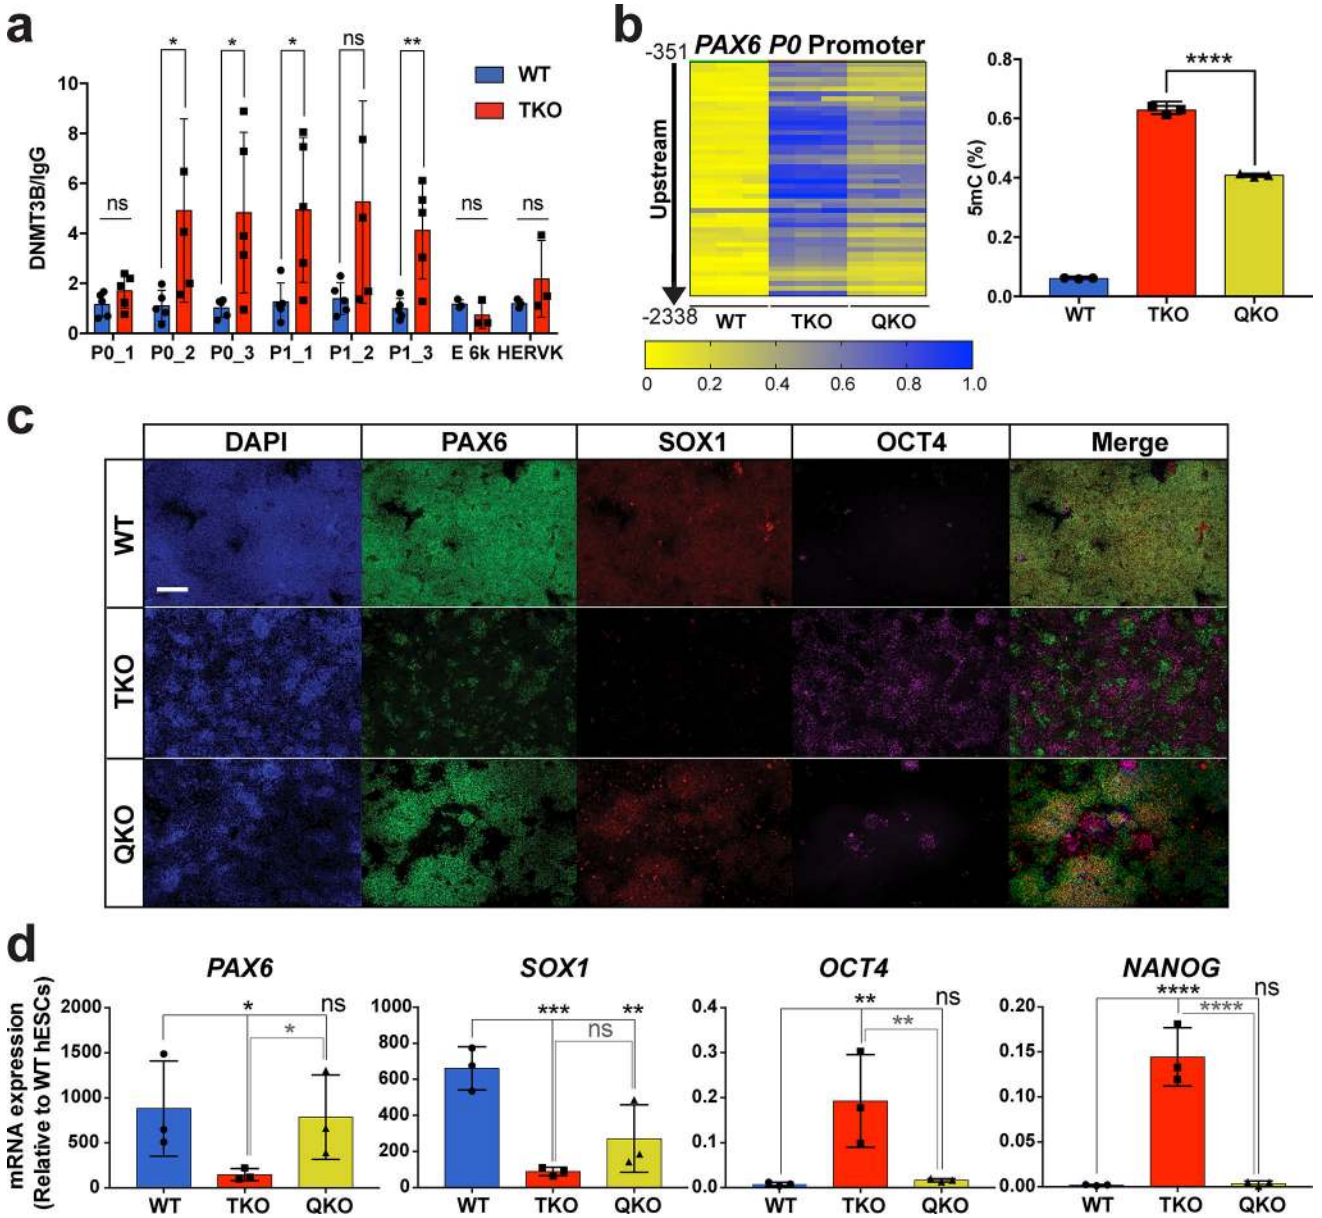 a
ns * * * ns ** ns ns
WT
TKO
DNMT3B/IgG
10
8
6
4
2
0
P0_1 P0_2 P0_3 P1_1 P1_2 P1_3 E 6k HERVK
b
PAX6 P0 Promoter
-351
Upstream
-2338
WT TKO QKO
0 0.2 0.4 0.6 0.8 1.0
****
5mC (%)
0.8
0.6
0.4
0.2
0.0
WT TKO QKO
c
DAPI PAX6 SOX1 OCT4 Merge
WT
TKO
QKO
d
mRNA expression
(Relative to WT hESCs)
PAX6
* ns
*
2000
1500
1000
500
0
WT TKO QKO
SOX1
*** **
ns
1000
800
600
400
200
0
WT TKO QKO
OCT4
** ns
**
0.4
0.3
0.2
0.1
0.0
WT TKO QKO
NANOG
**** ns
****
0.20
0.15
0.10
0.05
0.00
WT TKO QKO